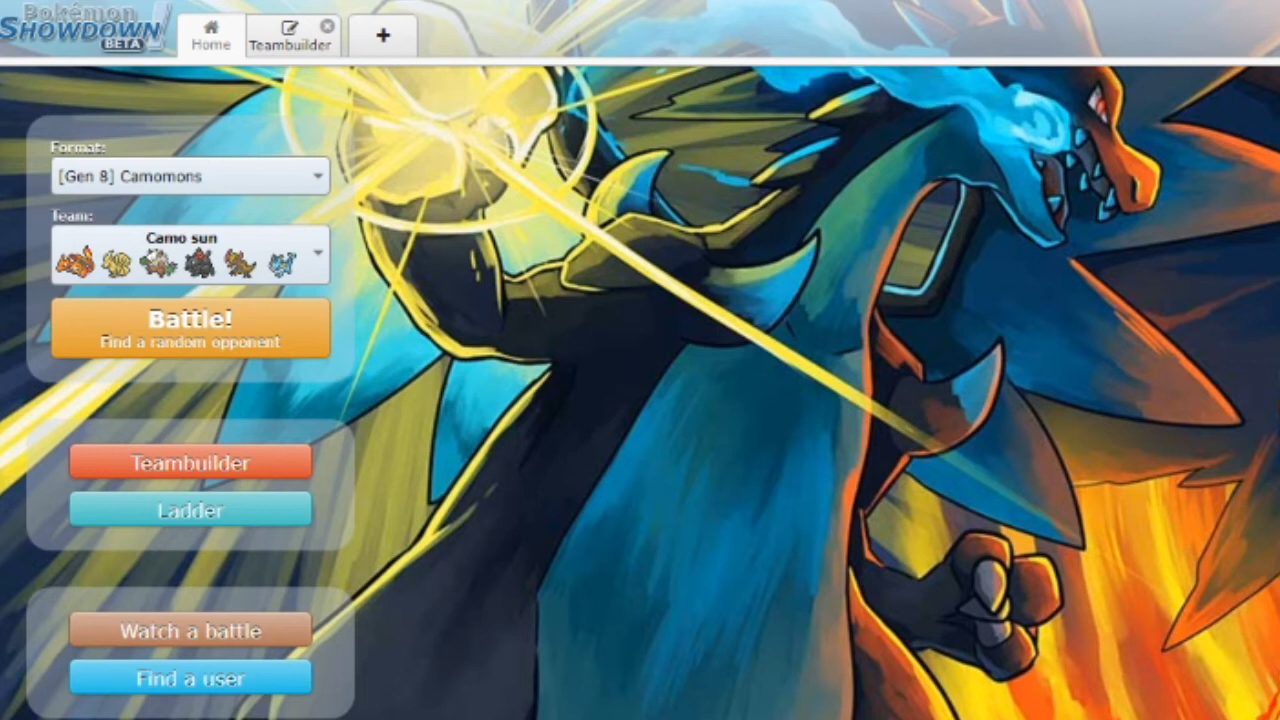 Pokémon
SHOWDOWN!
BETA
Home
Teambuilder
+
Format:
[Gen 8] Camomons
Team:
Camo sun
Battle!
Find a random opponent
Teambuilder
Ladder
Watch a battle
Find a user